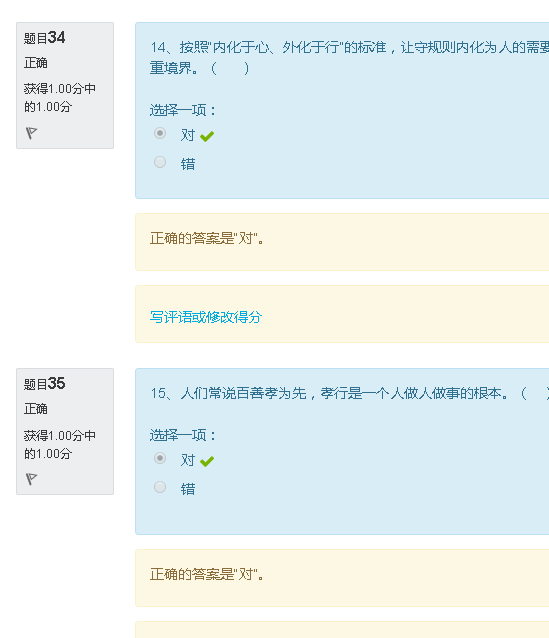 题目34
正确
获得1.00分中
的1.00分
14、按照"内化于心、外化于行"的标准，让守规则内化为人的需要
重境界。（　　）
选择一项：
对
错
正确的答案是"对"。
写评语或修改得分
题目35
正确
获得1.00分中
的1.00分
15、人们常说百善孝为先，孝行是一个人做人做事的根本。（　　）
选择一项：
对
错
正确的答案是"对"。